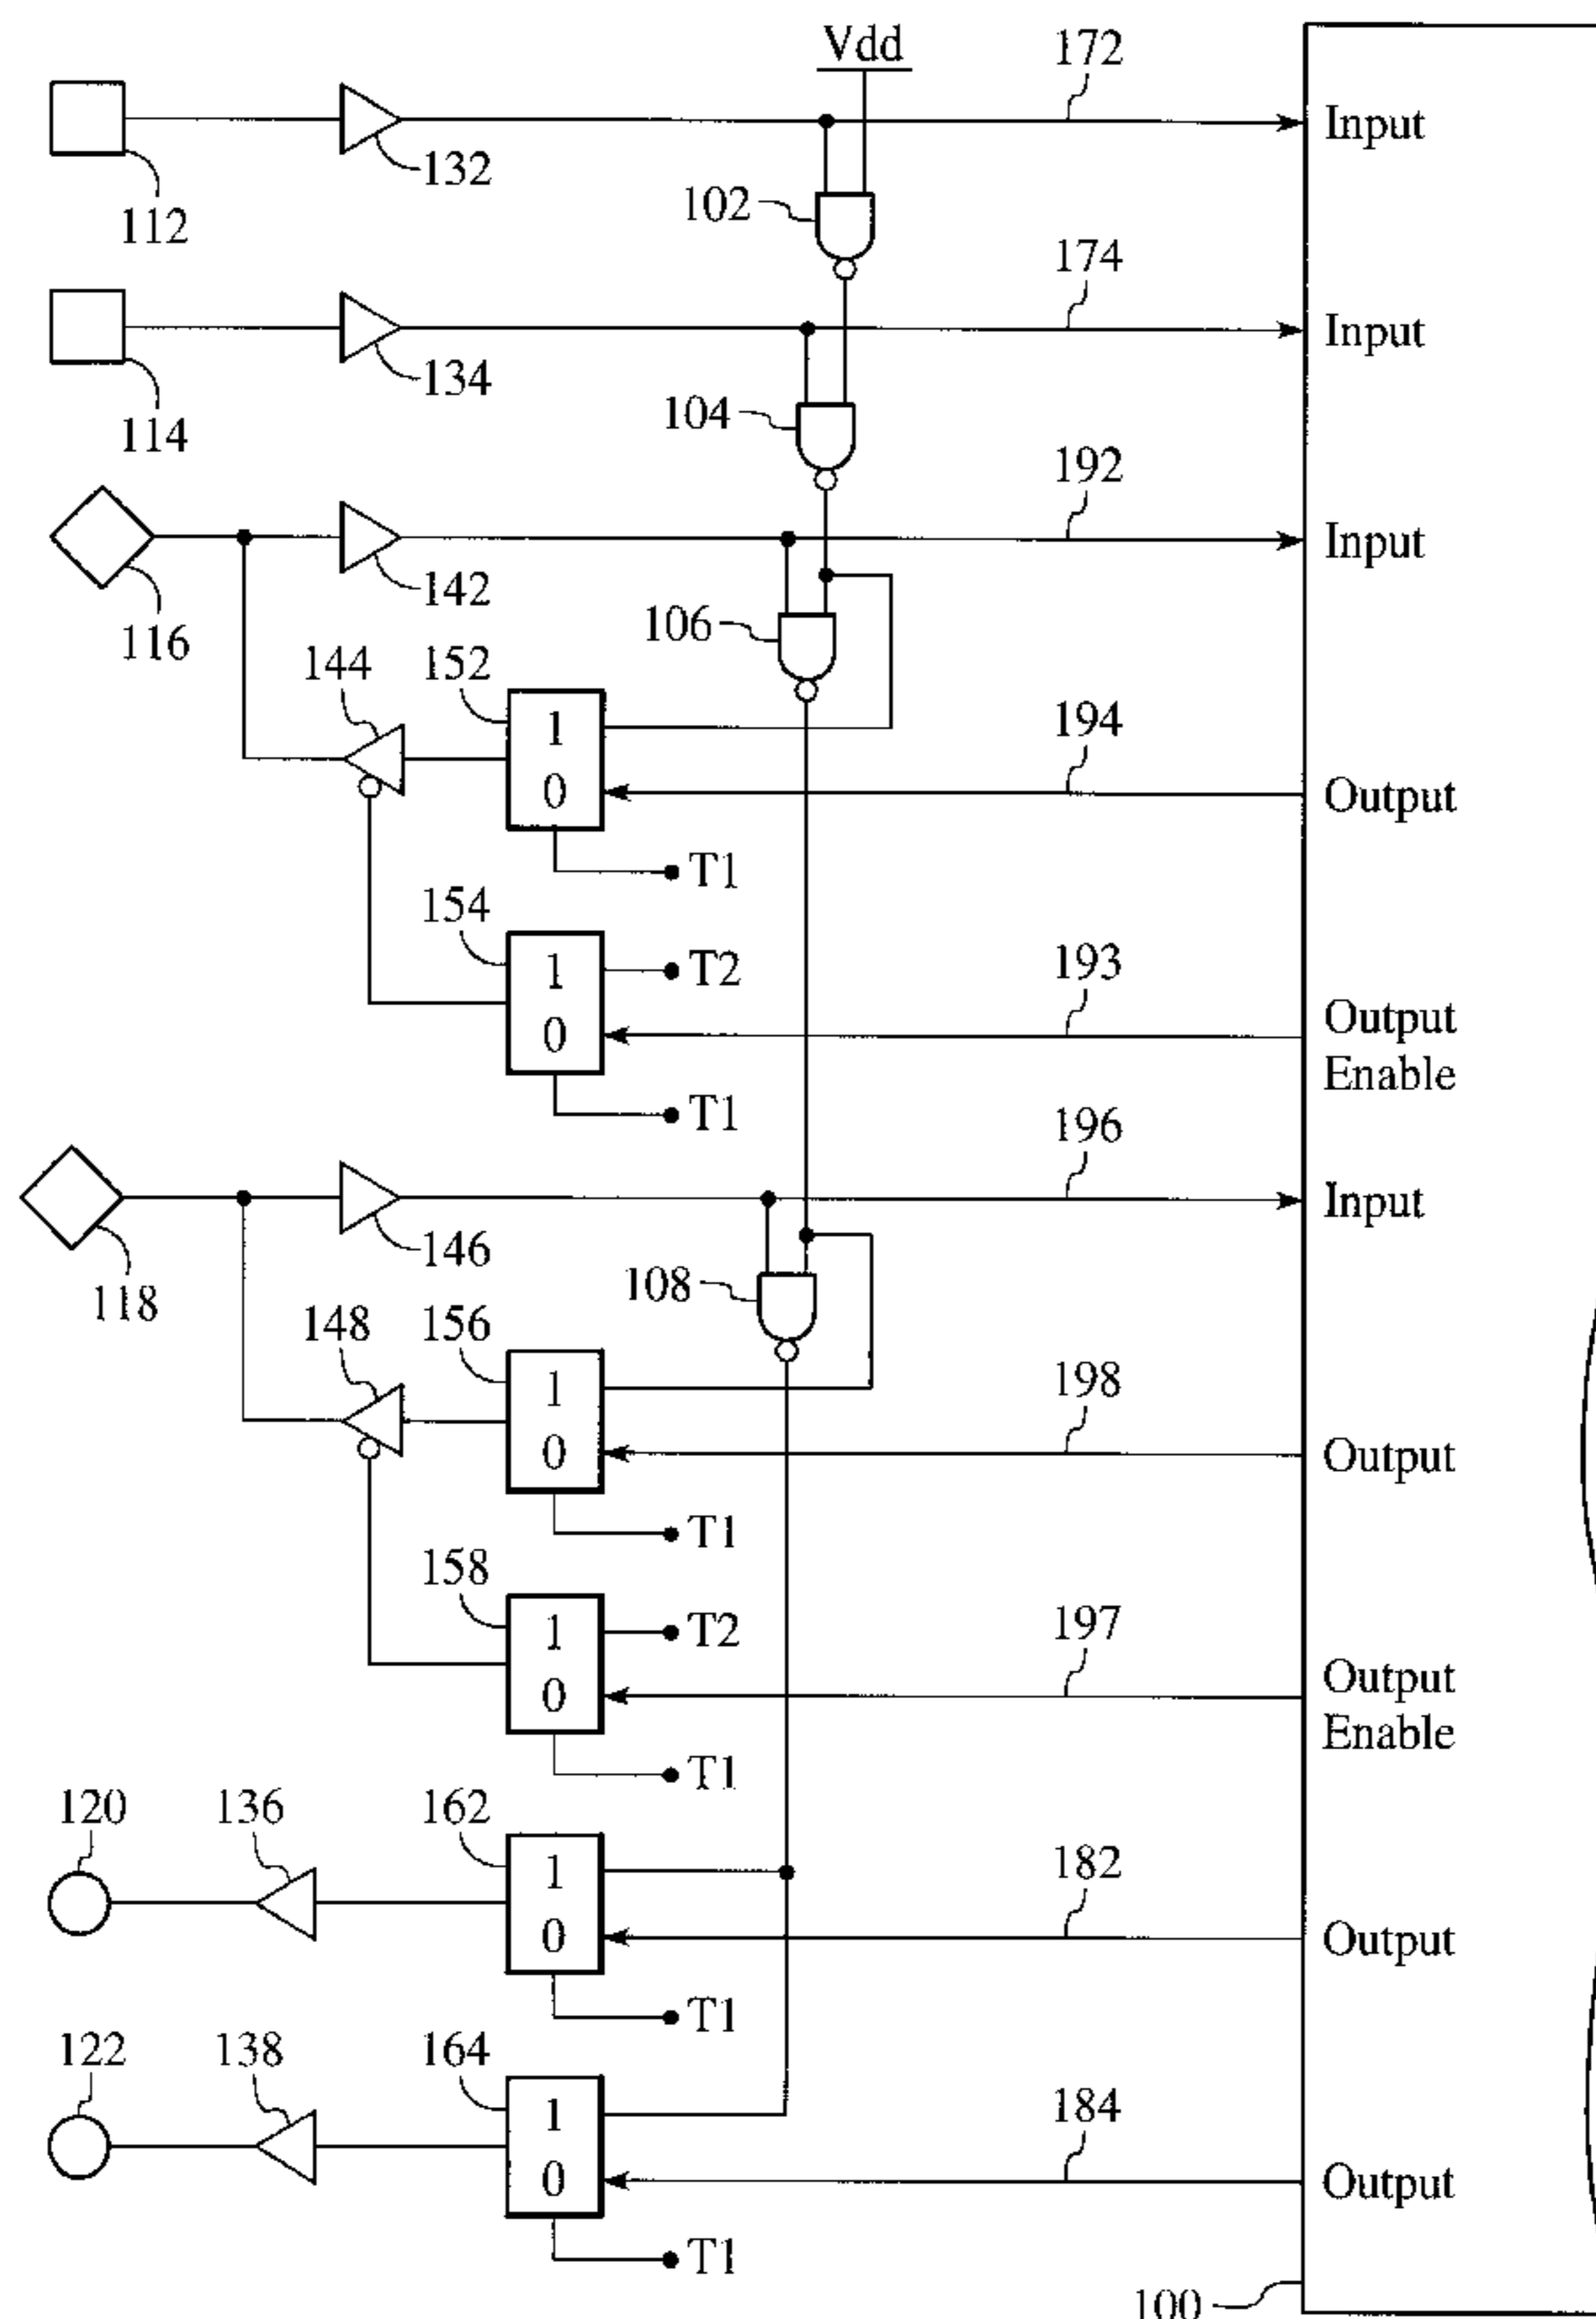 Vdd
172
Input
132
112
102
174
Input
134
114
104
192
Input
142
116
106
144
152
1
0
194
Output
T1
154
1
0
T2
193
Output
Enable
T1
196
Input
146
118
108
148
156
1
0
198
Output
T1
158
1
0
T2
197
Output
Enable
T1
120
136
162
1
0
182
Output
T1
122
138
164
1
0
184
Output
T1
100